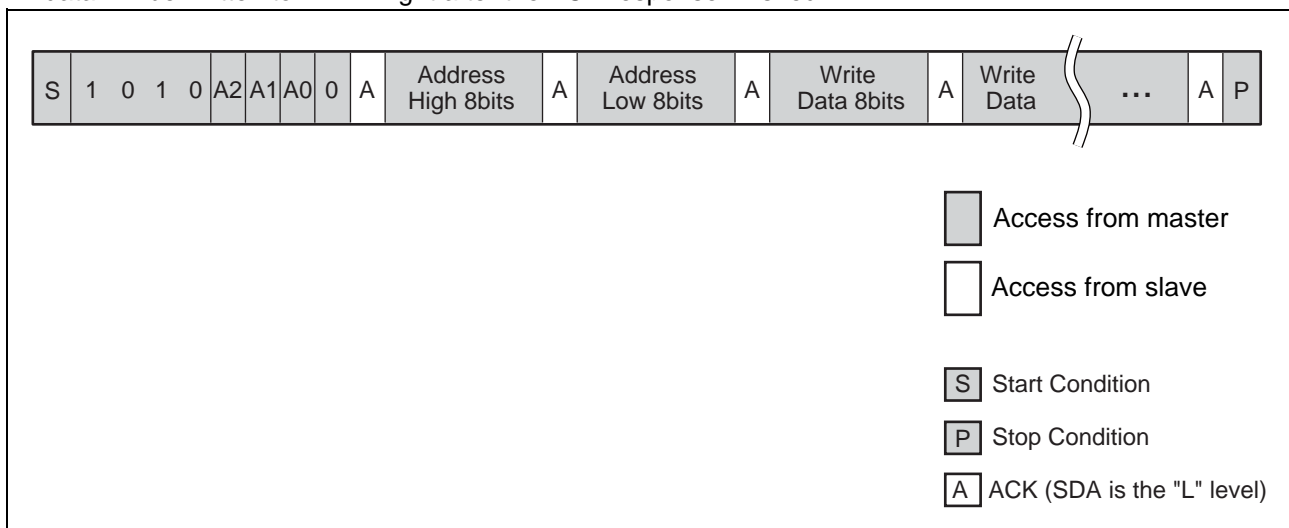 S 1 0 1 0 A2 A1 A0 0 A Address High 8bits A Address Low 8bits A Write Data 8bits A Write Data ... A P
Access from master
Access from slave
S Start Condition
P Stop Condition
A ACK (SDA is the "L" level)